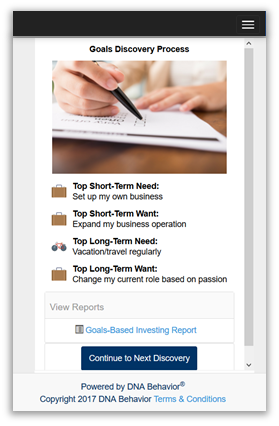 Goals Discovery Process
Top Short-Term Need:
Set up my own business
Top Short-Term Want:
Expand my business operation
Top Long-Term Need:
Vacation/travel regularly
Top Long-Term Want:
Change my current role based on passion
View Reports
Goals-Based Investing Report
Continue to Next Discovery
Powered by DNA Behavior®
Copyright 2017 DNA Behavior Terms & Conditions